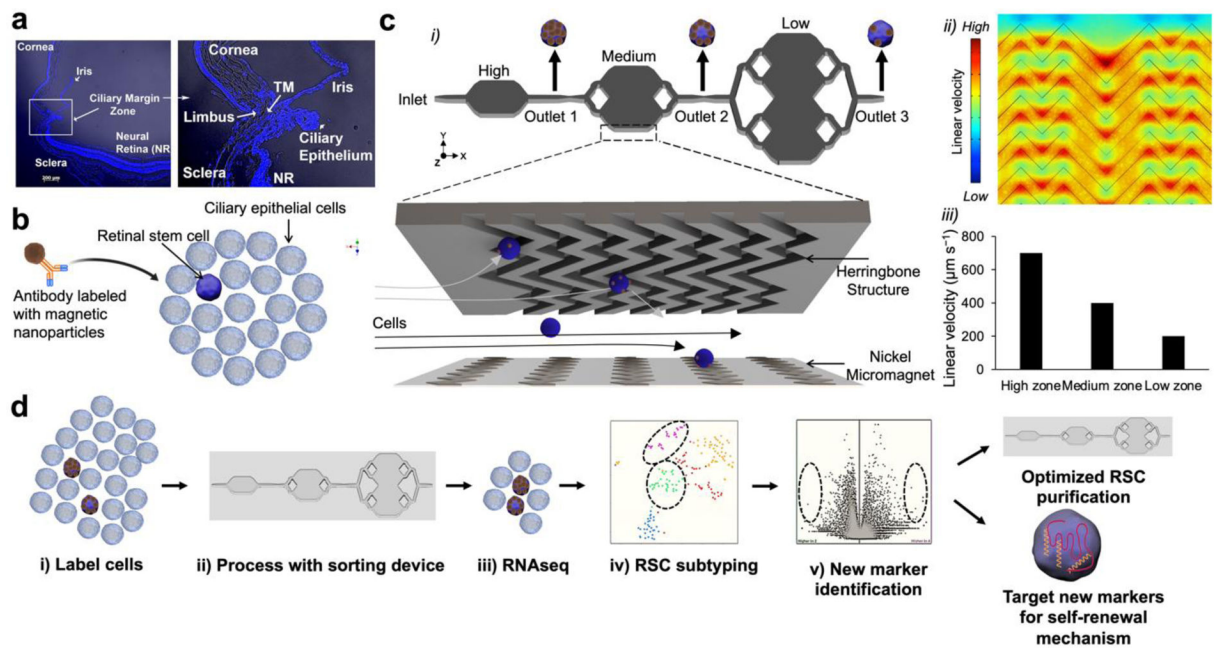 a
Cornea
Iris
Ciliary Margin
Zone
Neural
Retina (NR
Sclera
200 µm
Cornea
TM
Iris
Limbus
Ciliary
Epithelium
Sclera
NR
b
Ciliary epithelial cells
Retinal stem cell
Antibody labeled
with magnetic
nanoparticles
c
i)
High
Medium
Low
Inlet
Outlet 1
Outlet 2
Outlet 3
Y
Z
X
Herringbone
Structure
Cells
Nickel
Micromagnet
ii)
High
Linear velocity
Low
iii)
Linear velocity (µm s⁻¹)
800
600
400
200
0
High zone
Medium zone
Low zone
d
i) Label cells
ii) Process with sorting device
iii) RNAseq
iv) RSC subtyping
v) New marker
identification
Optimized RSC
purification
Target new markers
for self-renewal
mechanism